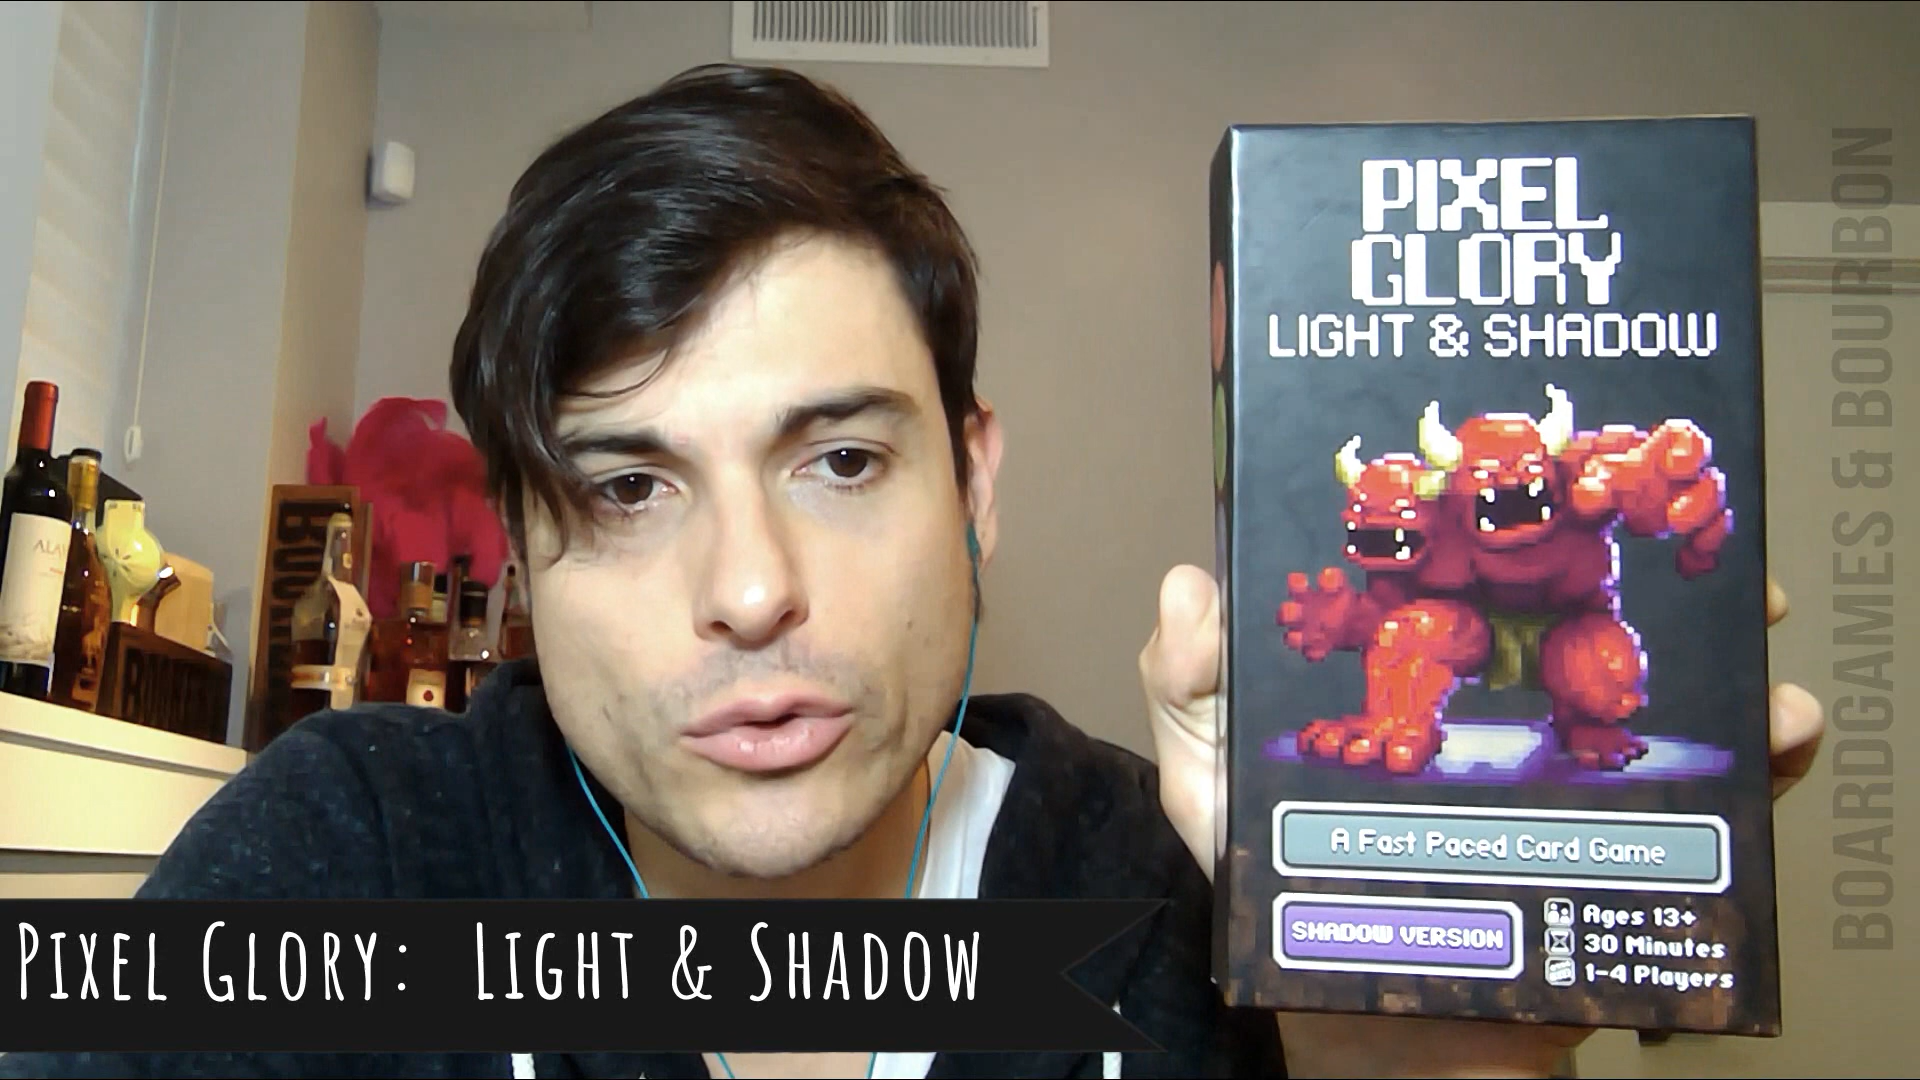 PIXEL
GLORY
LIGHT & SHADOW
A Fast Paced Card Game
SHADOW VERSION
Ages 13+
30 Minutes
1-4 Players
BOARDGAMES & BOURBON
PIXEL GLORY: LIGHT & SHADOW